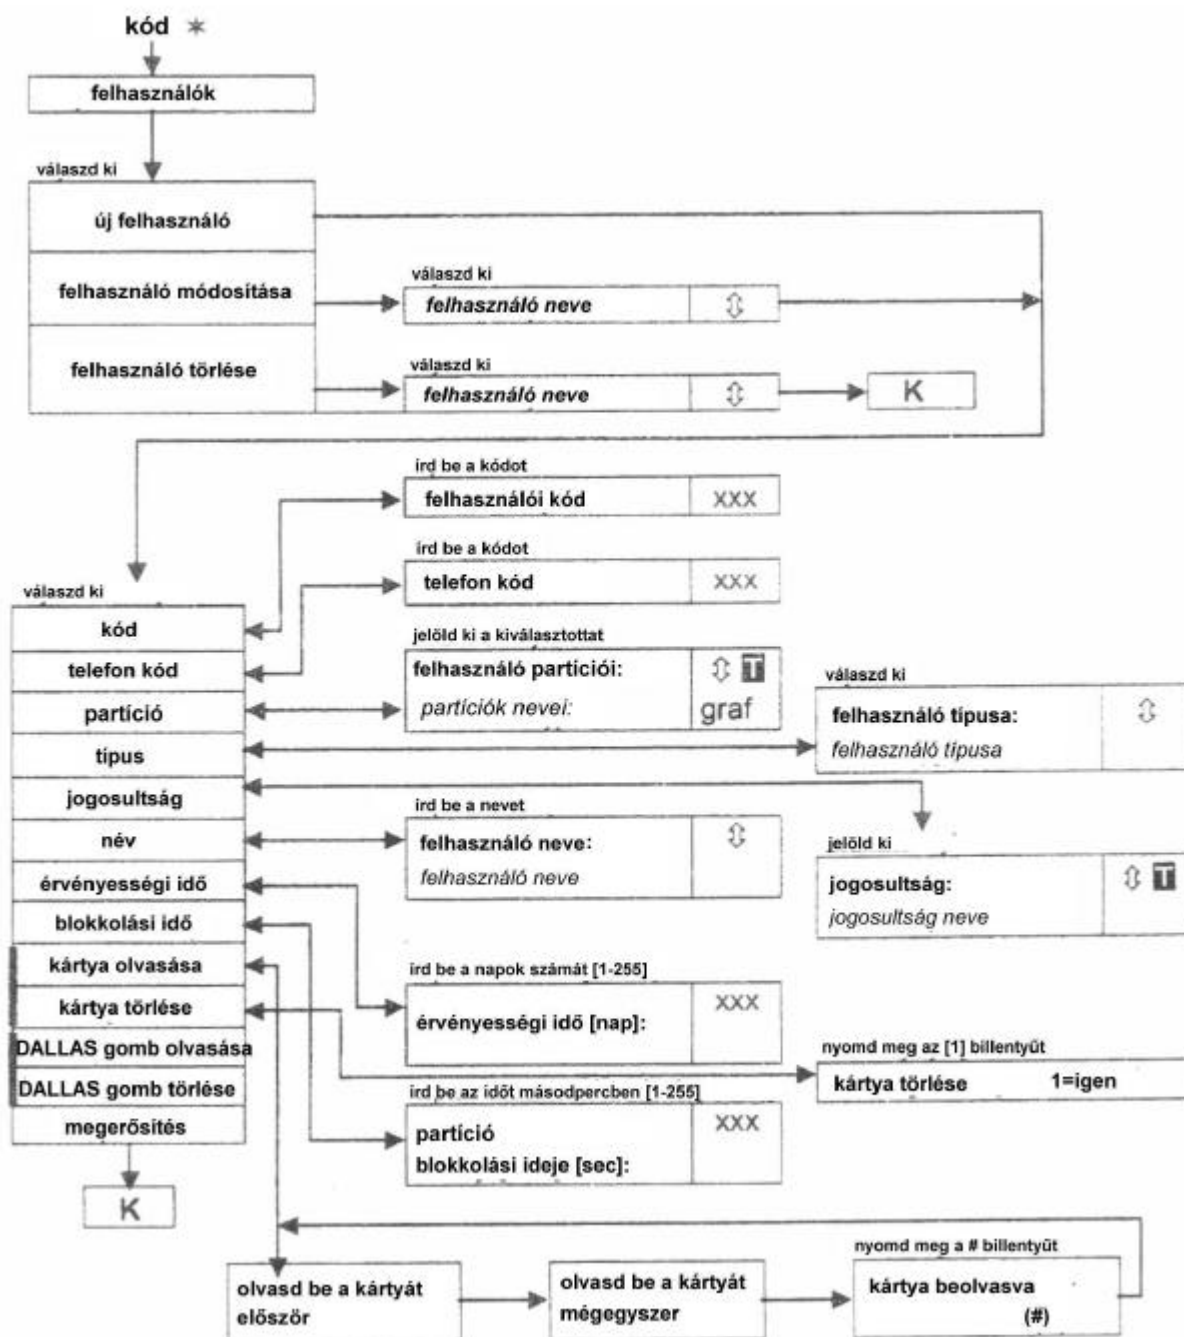 kód *
felhasználók
válaszd ki
új felhasználó
felhasználó módosítása
felhasználó törlése
válaszd ki
felhasználó neve
válaszd ki
felhasználó neve
K
írd be a kódot
felhasználói kód xxx
írd be a kódot
telefon kód xxx
jelöld ki a kiválasztottat
felhasználó partíciói: T
partíciók nevei: graf
válaszd ki
felhasználó típusa:
felhasználó típusa
válaszd ki
kód
telefon kód
partíció
típus
jogosultság
név
érvényességi idő
blokkolási idő
kártya olvasása
kártya törlése
DALLAS gomb olvasása
DALLAS gomb törlése
megerősítés
K
írd be a nevet
felhasználó neve:
felhasználó neve
jelöld ki
jogosultság: T
jogosultság neve
írd be a napok számát [1-255]
érvényességi idő [nap]: xxx
nyomd meg az [1] billentyűt
kártya törlése 1=igen
írd be az időt másodpercben [1-255]
partíció xxx
blokkolási ideje [sec]:
olvasd be a kártyát
először
olvasd be a kártyát
mégegyszer
nyomd meg a # billentyűt
kártya beolvasva
(#)